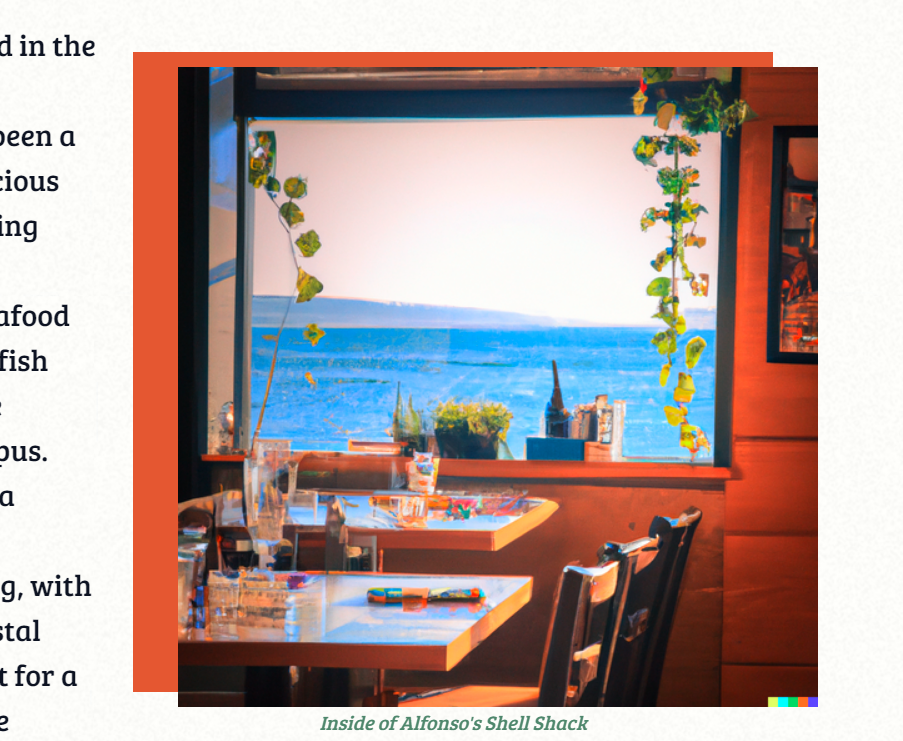 d in the
been a
cious
ing
afood
fish
e
pus.
a
g, with
stal
t for a
e
Inside of Alfonso's Shell Shack